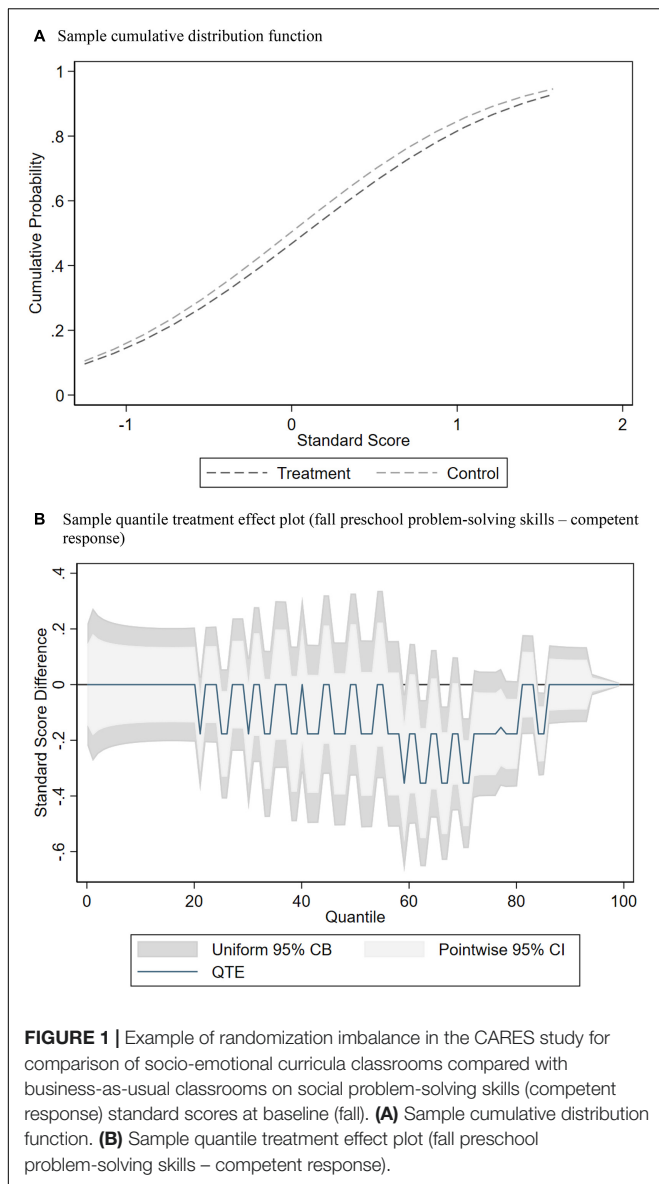 A Sample cumulative distribution function
1
.8
.6
.4
.2
0
Cumulative Probability
-1 0 1 2
Standard Score
Treatment Control
B Sample quantile treatment effect plot (fall preschool problem-solving skills – competent
response)
.4
.2
0
-.2
-.4
-.6
Standard Score Difference
0 20 40 60 80 100
Quantile
Uniform 95% CB Pointwise 95% CI
QTE
FIGURE 1 | Example of randomization imbalance in the CARES study for
comparison of socio-emotional curricula classrooms compared with
business-as-usual classrooms on social problem-solving skills (competent
response) standard scores at baseline (fall). (A) Sample cumulative distribution
function. (B) Sample quantile treatment effect plot (fall preschool
problem-solving skills – competent response).